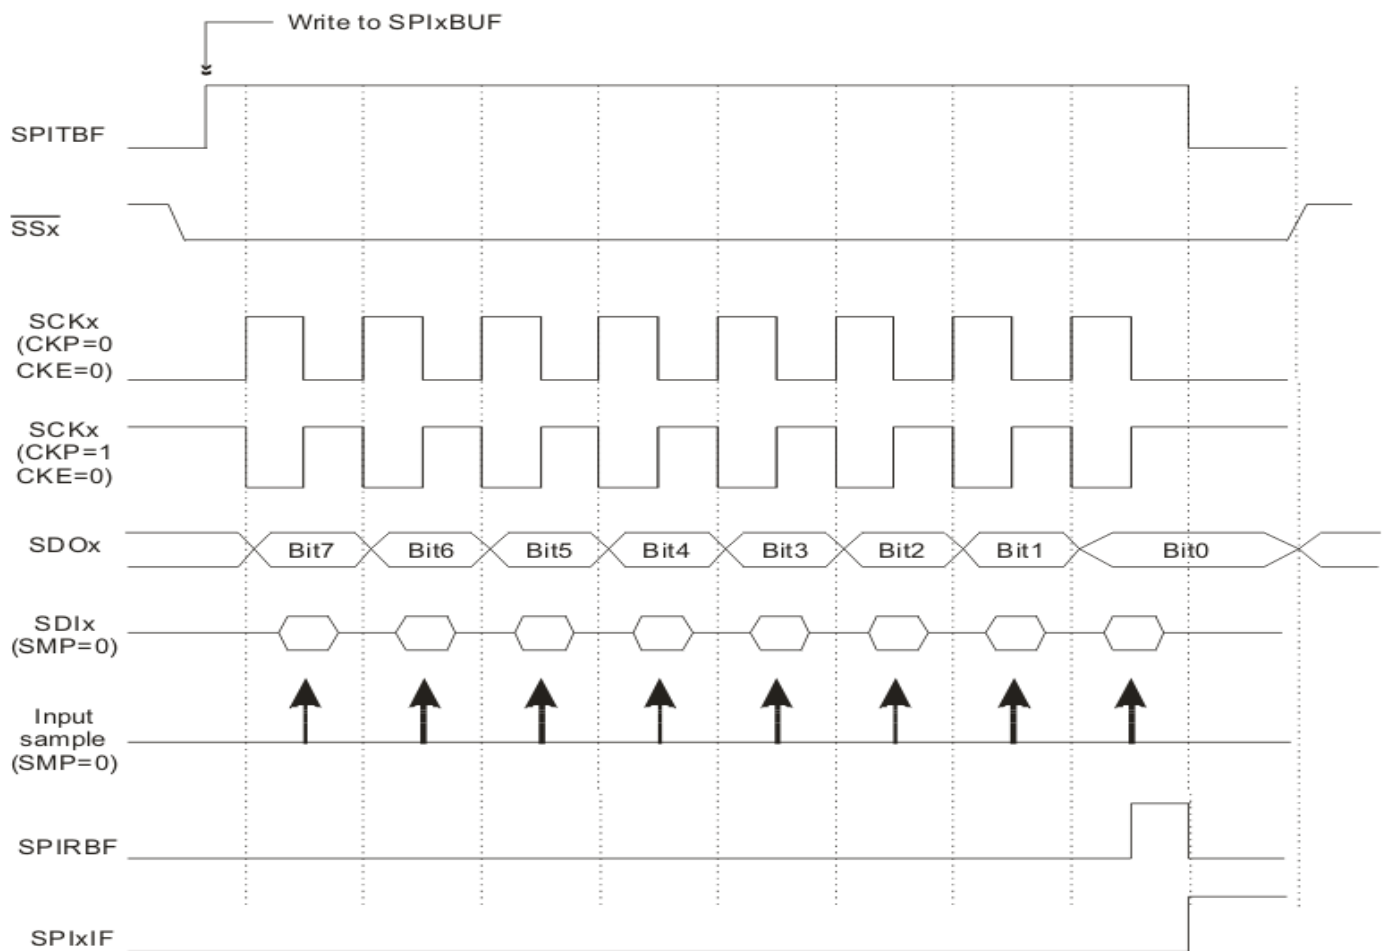 Write to SPIxBUF
SPITBF
SSx
SCKx
(CKP=0
CKE=0)
SCKx
(CKP=1
CKE=0)
SDOx
Bit7 Bit6 Bit5 Bit4 Bit3 Bit2 Bit1 Bit0
SDIx
(SMP=0)
Input
sample
(SMP=0)
SPIRBF
SPIxIF